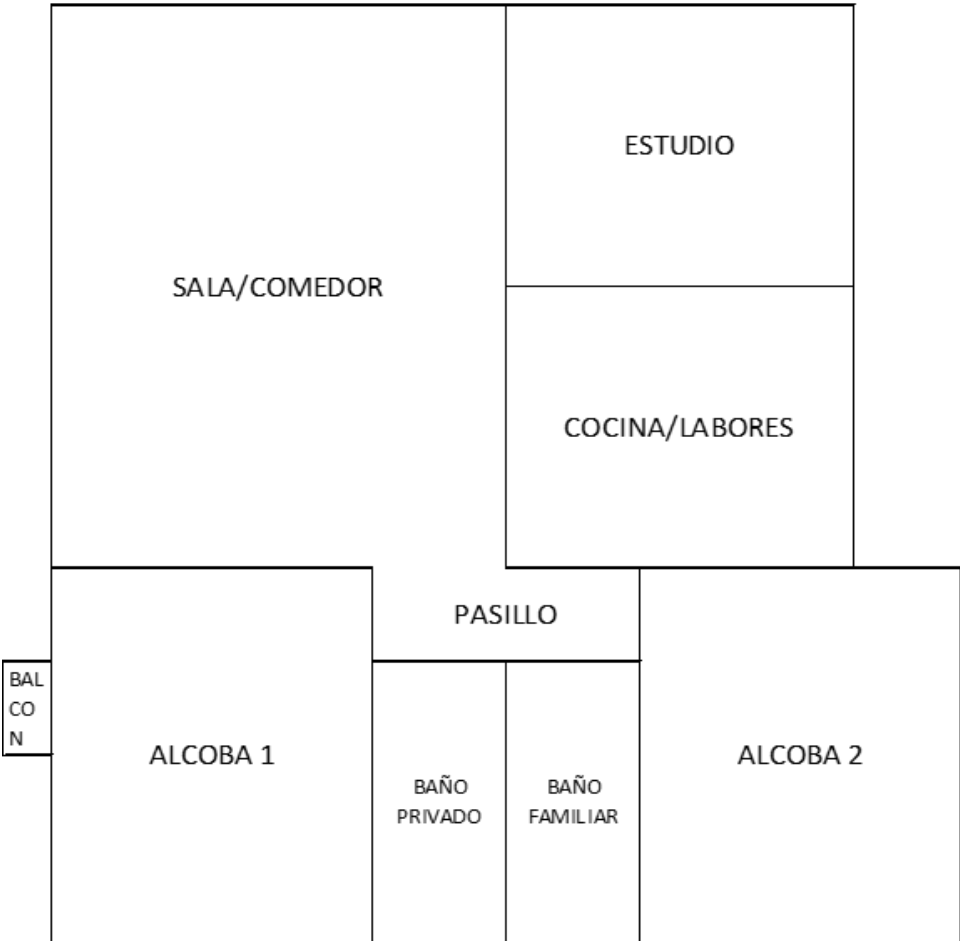 ESTUDIO
SALA/COMEDOR
COCINA/LABORES
PASILLO
BAL
CO
N
ALCOBA 1
BAÑO
PRIVADO
BAÑO
FAMILIAR
ALCOBA 2